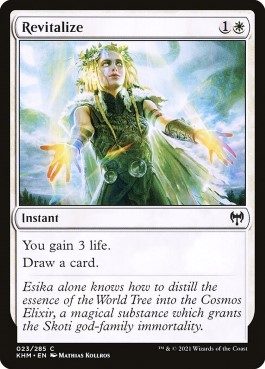 Revitalize 1
Instant
You gain 3 life.
Draw a card.
Esika alone knows how to distill the
essence of the World Tree into the Cosmos
Elixir, a magical substance which grants
the Skoti god-family immortality.
023/285 C
KHM • EN Mathias Kollros
™ & © 2021 Wizards of the Coast